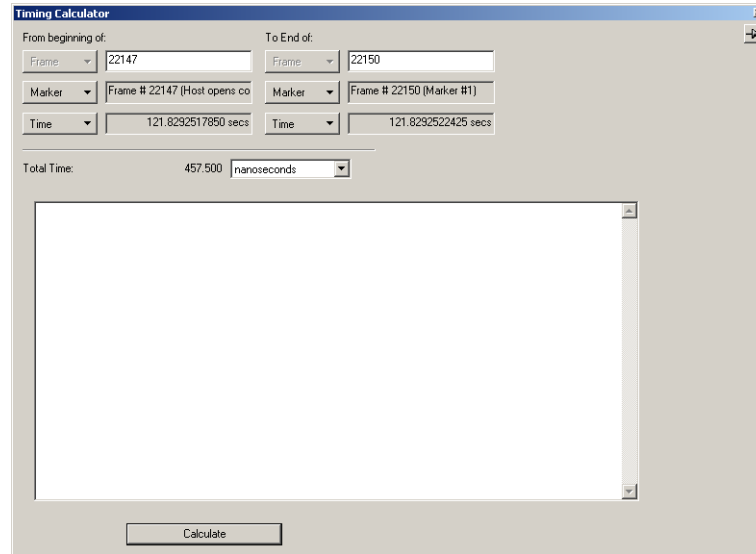 Timing Calculator
From beginning of: To End of:
Frame 22147 Frame 22150
Marker Frame # 22147 (Host opens co Marker Frame # 22150 (Marker #1)
Time 121.8292517850 secs Time 121.8292522425 secs
Total Time: 457.500 nanoseconds
Calculate